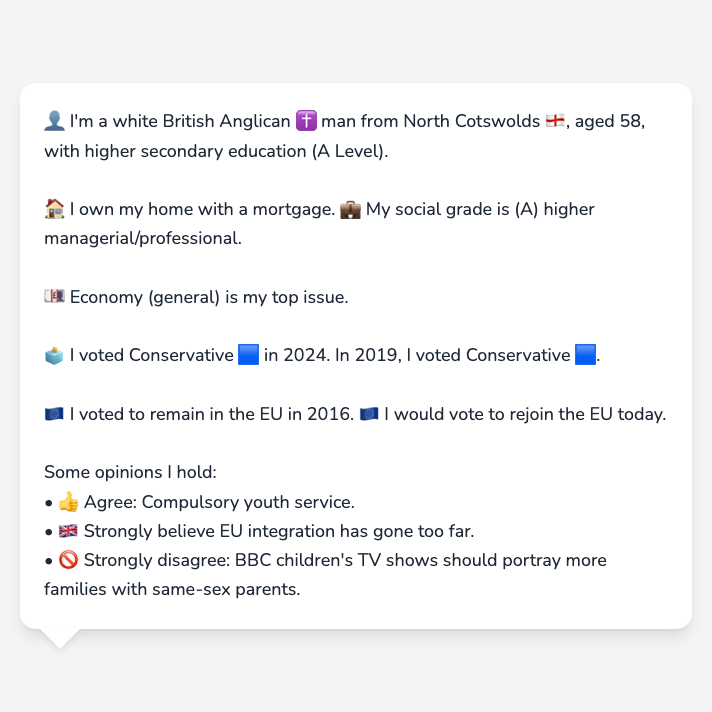 👤 I'm a white British Anglican ✝️ man from North Cotswolds 🏴󠁧󠁢󠁥󠁮󠁧󠁿, aged 58,
with higher secondary education (A Level).
🏠 I own my home with a mortgage. 💼 My social grade is (A) higher
managerial/professional.
💷 Economy (general) is my top issue.
🗳️ I voted Conservative 🟦 in 2024. In 2019, I voted Conservative 🟦.
🇪🇺 I voted to remain in the EU in 2016. 🇪🇺 I would vote to rejoin the EU today.
Some opinions I hold:
• 👍 Agree: Compulsory youth service.
• 🇬🇧 Strongly believe EU integration has gone too far.
• 🚫 Strongly disagree: BBC children's TV shows should portray more
families with same-sex parents.